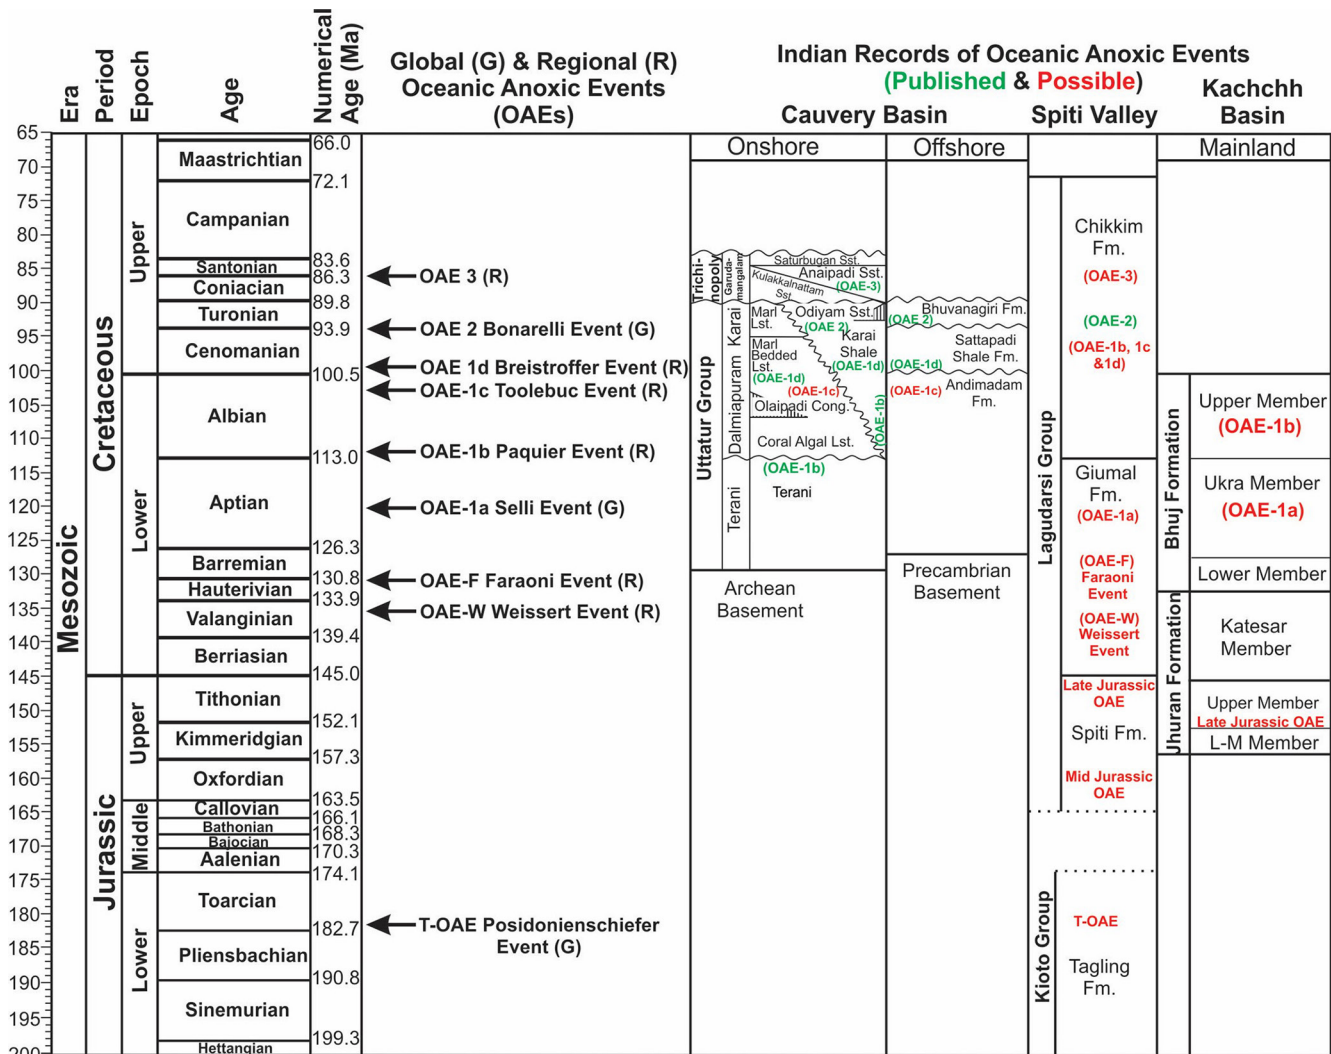 Era
Period
Epoch
Age
Numerical
Age (Ma)
Global (G) & Regional (R)
Oceanic Anoxic Events
(OAEs)
Indian Records of Oceanic Anoxic Events
(Published & Possible)
Cauvery Basin
Spiti Valley
Kachchh
Basin
Onshore
Offshore
Mainland
65
70
75
80
85
90
95
100
105
110
115
120
125
130
135
140
145
150
155
160
165
170
175
180
185
190
195
200
Mesozoic
Cretaceous
Jurassic
Upper
Lower
Upper
Middle
Lower
Maastrichtian
Campanian
Santonian
Coniacian
Turonian
Cenomanian
Albian
Aptian
Barremian
Hauterivian
Valanginian
Berriasian
Tithonian
Kimmeridgian
Oxfordian
Callovian
Bathonian
Bajocian
Aalenian
Toarcian
Pliensbachian
Sinemurian
Hettangian
66.0
72.1
83.6
86.3
89.8
93.9
100.5
113.0
126.3
130.8
133.9
139.4
145.0
152.1
157.3
163.5
166.1
168.3
170.3
174.1
182.7
190.8
199.3
OAE 3 (R)
OAE 2 Bonarelli Event (G)
OAE 1d Breistroffer Event (R)
OAE-1c Toolebuc Event (R)
OAE-1b Paquier Event (R)
OAE-1a Selli Event (G)
OAE-F Faraoni Event (R)
OAE-W Weissert Event (R)
T-OAE Posidonienschiefer
Event (G)
Trichi-
nopoly
Garuda-
mangalam
Uttatur Group
Karai
Dalmiapuram
Terani
Saturbugan Sst.
Anaipadi Sst.
(OAE-3)
Kulakkalnattam
Sst
Marl
Lst.
Odiyam Sst.
(OAE 2)
Karai
Shale
(OAE-1d)
Marl
Bedded
Lst.
(OAE-1d)
(OAE-1c)
Olaipadi Cong.
(OAE-1b)
Coral Algal Lst.
(OAE-1b)
Terani
Archean
Basement
Bhuvanagiri Fm.
(OAE 2)
Sattapadi
Shale Fm.
(OAE-1d)
(OAE-1c)
Andimadam
Fm.
Precambrian
Basement
Lagudarsi Group
Kioto Group
Chikkim
Fm.
(OAE-3)
(OAE-2)
(OAE-1b, 1c
&1d)
Giumal
Fm.
(OAE-1a)
(OAE-F)
Faraoni
Event
(OAE-W)
Weissert
Event
Late Jurassic
OAE
Spiti Fm.
Mid Jurassic
OAE
T-OAE
Tagling
Fm.
Bhuj Formation
Jhuran Formation
Upper Member
(OAE-1b)
Ukra Member
(OAE-1a)
Lower Member
Katesar
Member
Upper Member
Late Jurassic OAE
L-M Member